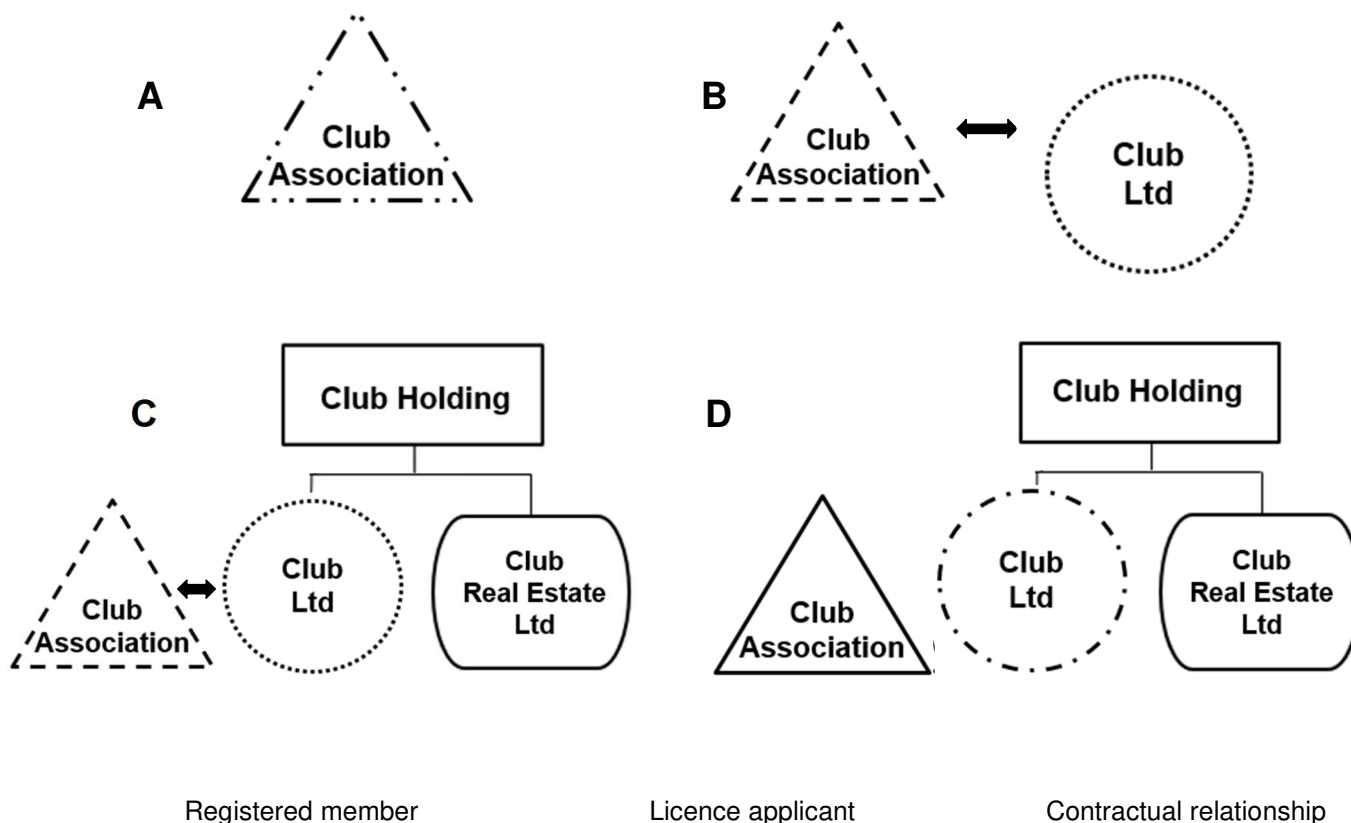 A
Club
Association
B
Club
Association
Club
Ltd
C
Club Holding
Club
Association
Club
Ltd
Club
Real Estate
Ltd
D
Club Holding
Club
Association
Club
Ltd
Club
Real Estate
Ltd
Registered member
Licence applicant
Contractual relationship